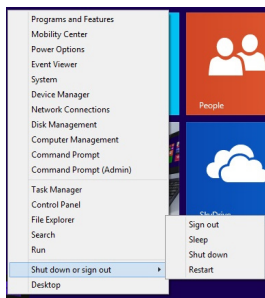 Programs and Features
Mobility Center
Power Options
Event Viewer
System
Device Manager
Network Connections
Disk Management
Computer Management
Command Prompt
Command Prompt (Admin)
Task Manager
Control Panel
File Explorer
Search
Run
Shut down or sign out
Desktop
People
SkyDrive
Sign out
Sleep
Shut down
Restart